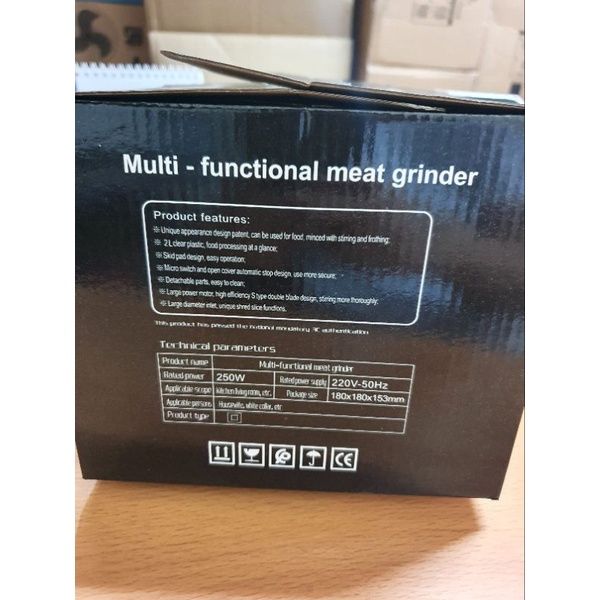 Multi - functional meat grinder
Product features:
※ Unique appearance design patent, can be used for food, minced with stirring and frothing;
※ 2L clear plastic, food processing at a glance;
※ Skid pad design, easy operation;
※ Micro switch and open cover automatic stop design, use more secure;
※ Detachable parts, easy to clean;
※ Large power motor, high efficiency S type double blade design, stirring more thoroughly;
※ Large diameter inlet, unique shred slice functions.
This product has passed the national mandatory 3C authentication
Technical parameters
Product name Multi-functional meat grinder
Rated power 250W Rated power supply 220V-50Hz
Applicable scope kitchen living room, etc. Package size 180x180x153mm
Applicable persons Housewife, white collar, etc
Product type
CE